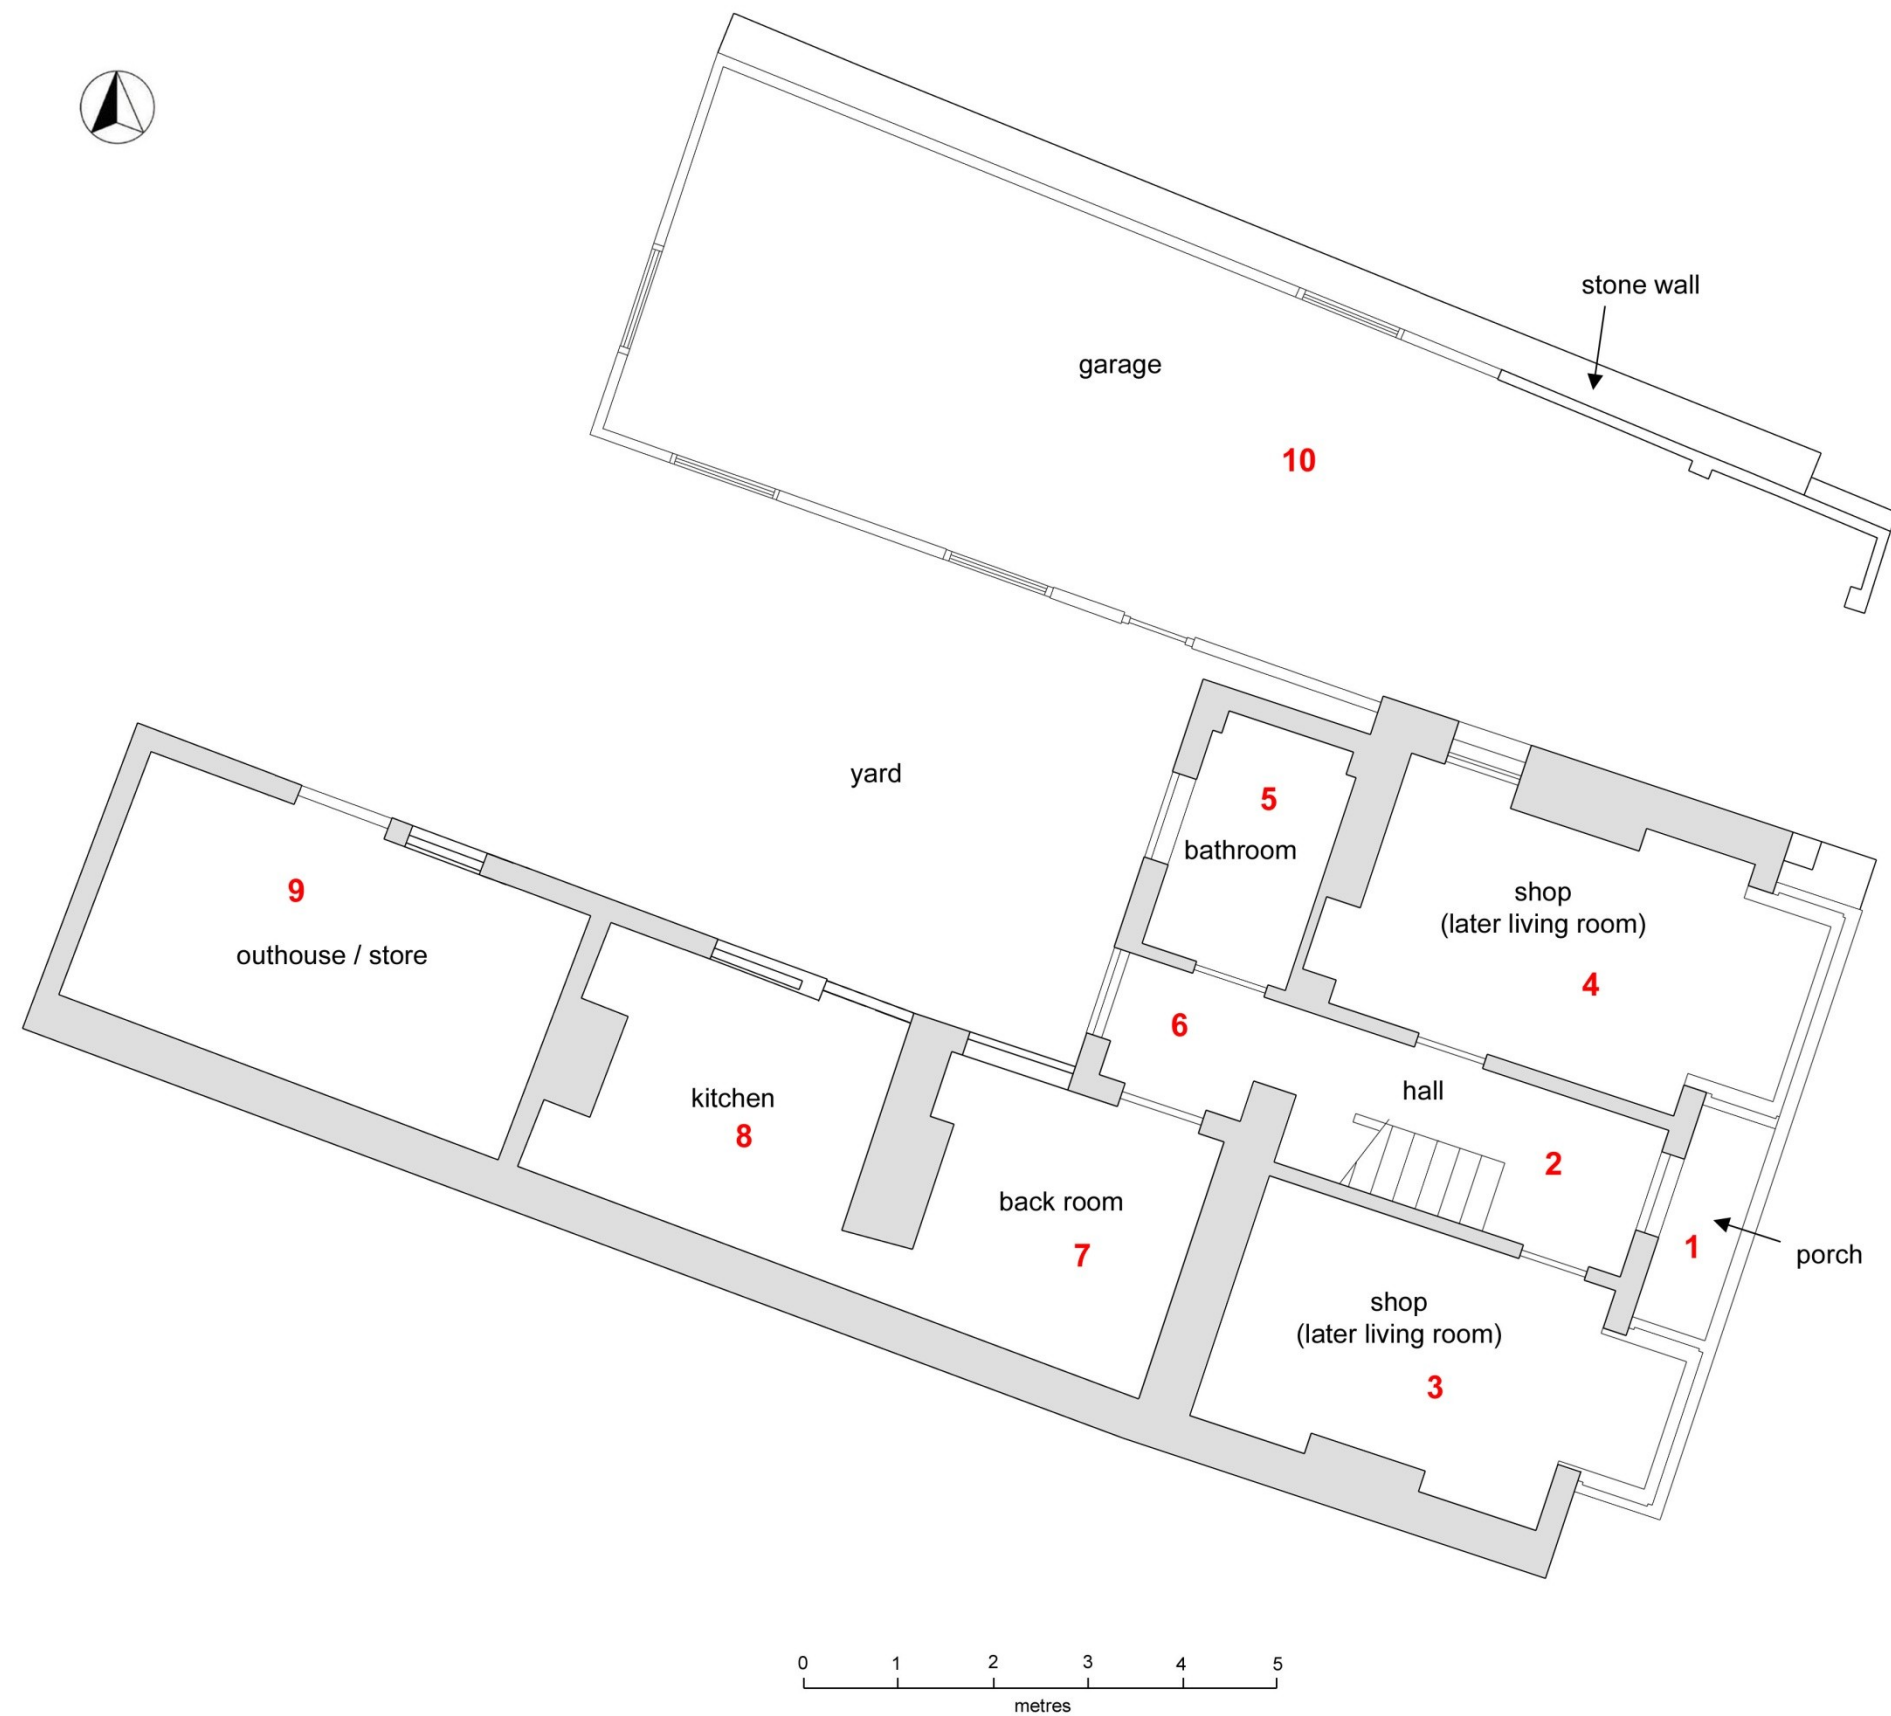 stone wall
garage
10
yard
5
bathroom
shop
(later living room)
4
9
outhouse / store
6
hall
kitchen
8
2
back room
7
1
porch
shop
(later living room)
3
0 1 2 3 4 5
metres